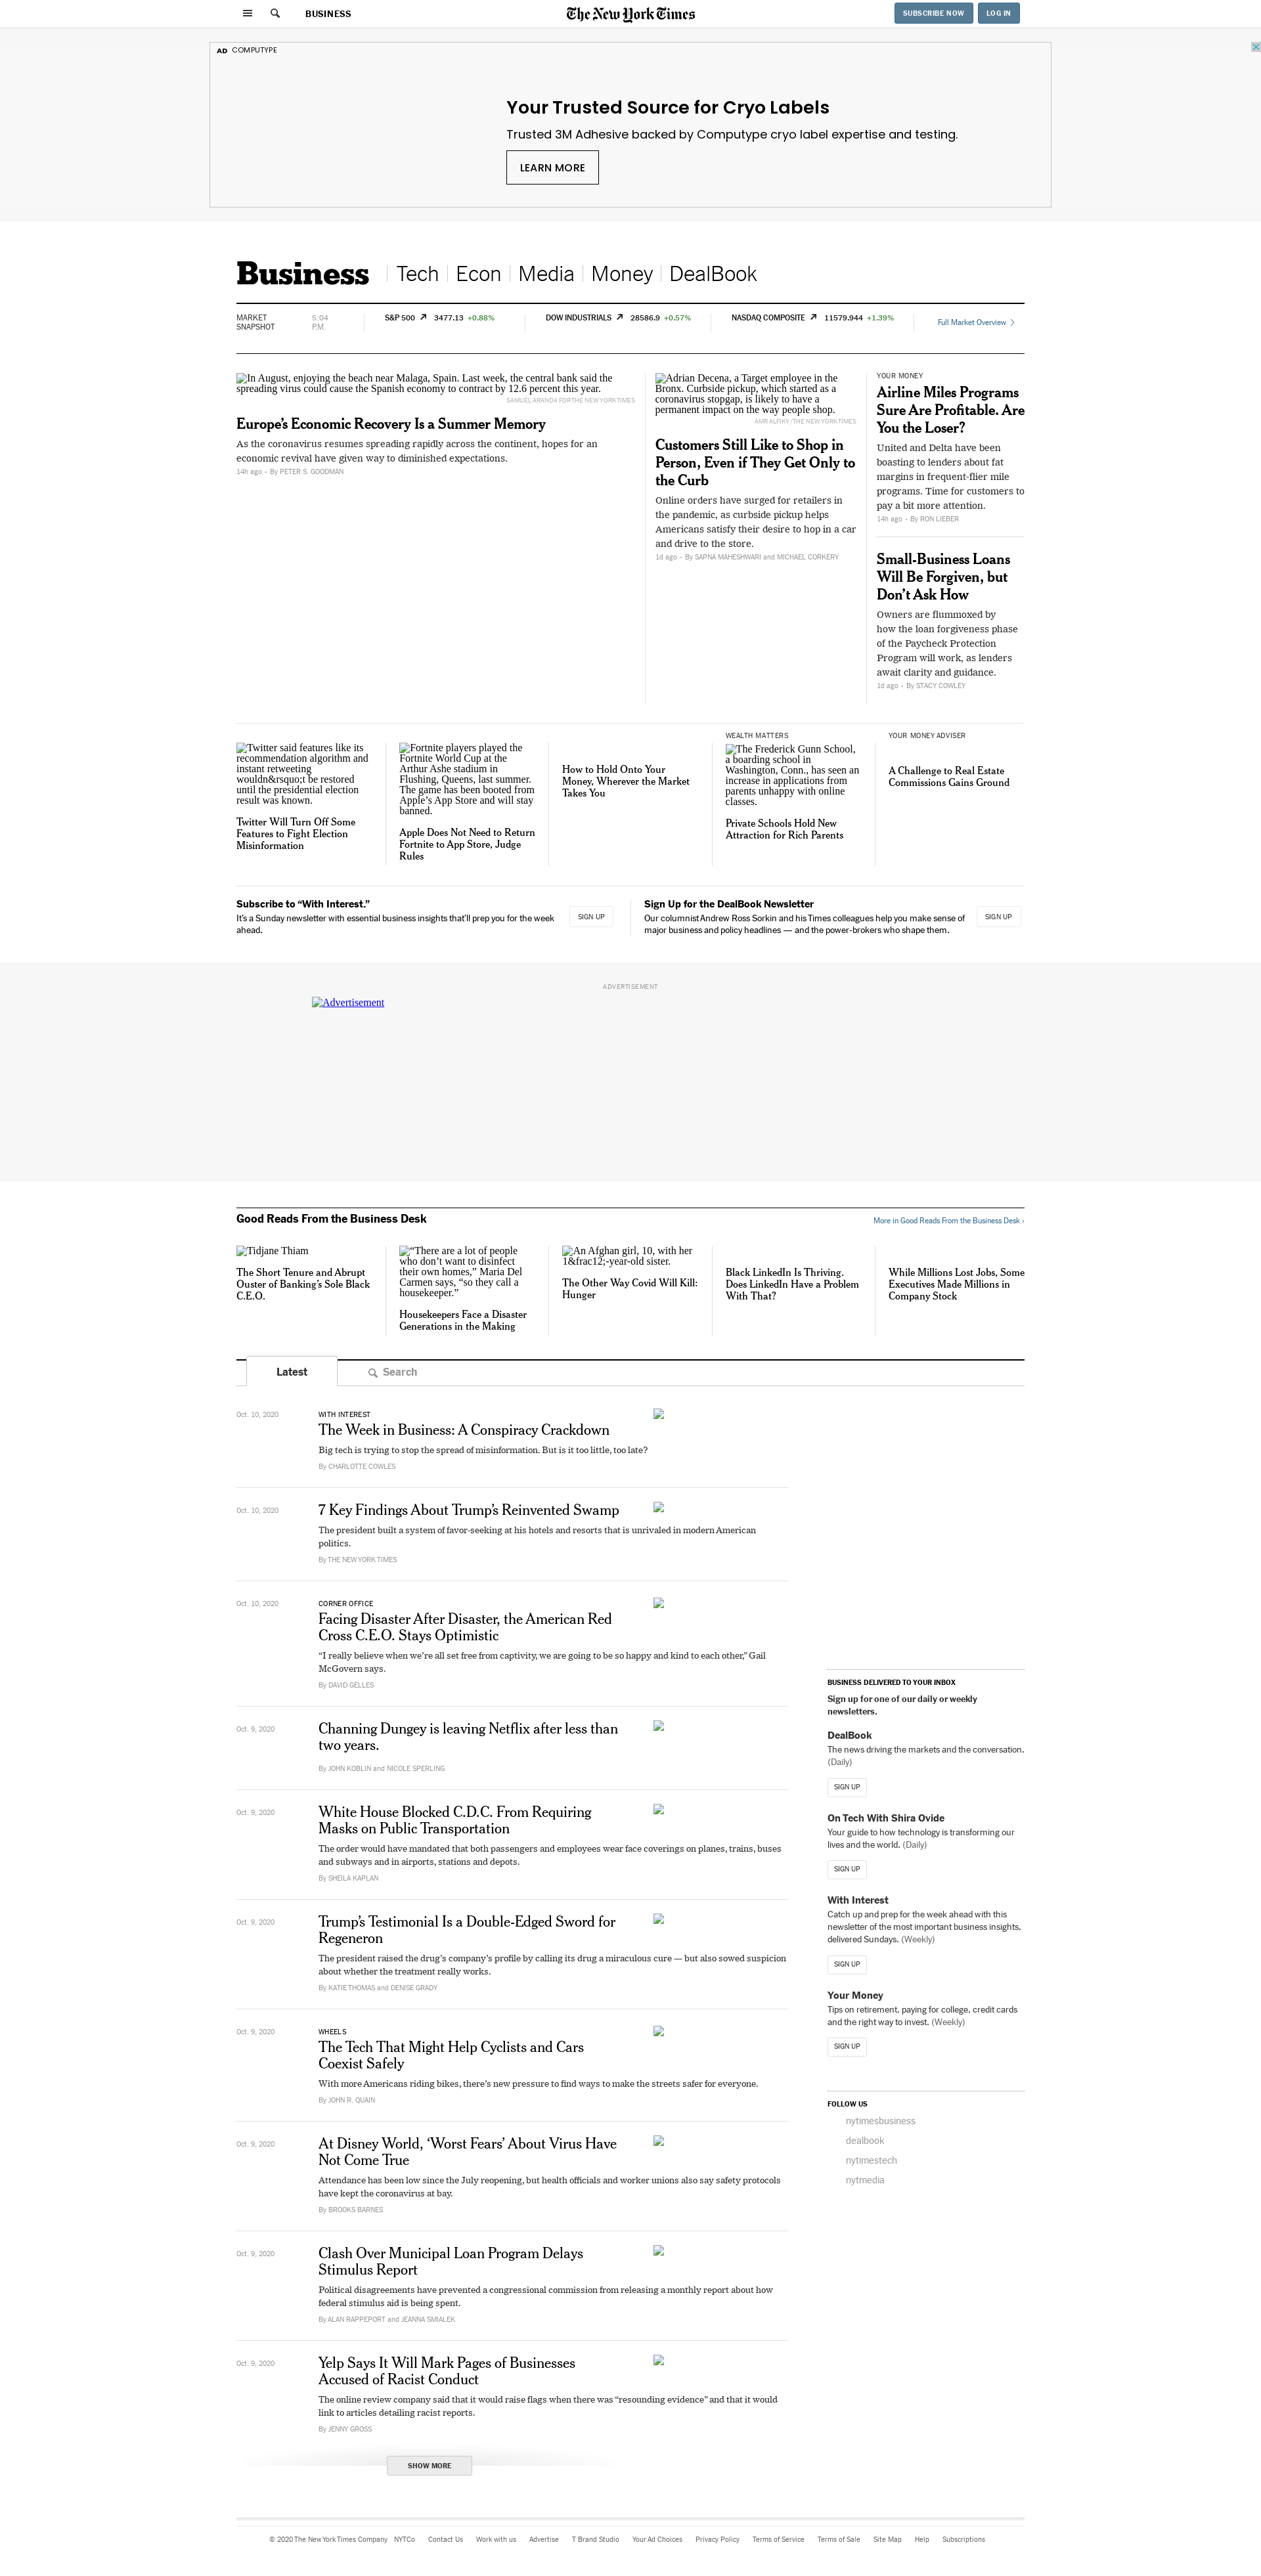 BUSINESS
The New York Times
SUBSCRIBE NOW
LOG IN
AD COMPUTYPE
Your Trusted Source for Cryo Labels
Trusted 3M Adhesive backed by Computype cryo label expertise and testing.
LEARN MORE
Business
Tech
Econ
Media
Money
DealBook
MARKET
SNAPSHOT
5:04
P.M.
S&P 500 3477.13 +0.88%
DOW INDUSTRIALS 28586.9 +0.57%
NASDAQ COMPOSITE 11579.944 +1.39%
Full Market Overview
In August, enjoying the beach near Malaga, Spain. Last week, the central bank said the
spreading virus could cause the Spanish economy to contract by 12.6 percent this year.
SAMUEL ARANDA FOR THE NEW YORK TIMES
Europe’s Economic Recovery Is a Summer Memory
As the coronavirus resumes spreading rapidly across the continent, hopes for an
economic revival have given way to diminished expectations.
14h ago - By PETER S. GOODMAN
Adrian Decena, a Target employee in the
Bronx. Curbside pickup, which started as a
coronavirus stopgap, is likely to have a
permanent impact on the way people shop.
AMR ALFIKY/THE NEW YORK TIMES
Customers Still Like to Shop in
Person, Even if They Get Only to
the Curb
Online orders have surged for retailers in
the pandemic, as curbside pickup helps
Americans satisfy their desire to hop in a car
and drive to the store.
1d ago - By SAPNA MAHESHWARI and MICHAEL CORKERY
YOUR MONEY
Airline Miles Programs
Sure Are Profitable. Are
You the Loser?
United and Delta have been
boasting to lenders about fat
margins in frequent-flier mile
programs. Time for customers to
pay a bit more attention.
14h ago - By RON LIEBER
Small-Business Loans
Will Be Forgiven, but
Don’t Ask How
Owners are flummoxed by
how the loan forgiveness phase
of the Paycheck Protection
Program will work, as lenders
await clarity and guidance.
1d ago - By STACY COWLEY
Twitter said features like its
recommendation algorithm and
instant retweeting
wouldn&rsquo;t be restored
until the presidential election
result was known.
Twitter Will Turn Off Some
Features to Fight Election
Misinformation
Fortnite players played the
Fortnite World Cup at the
Arthur Ashe stadium in
Flushing, Queens, last summer.
The game has been booted from
Apple’s App Store and will stay
banned.
Apple Does Not Need to Return
Fortnite to App Store, Judge
Rules
How to Hold Onto Your
Money, Wherever the Market
Takes You
WEALTH MATTERS
The Frederick Gunn School,
a boarding school in
Washington, Conn., has seen an
increase in applications from
parents unhappy with online
classes.
Private Schools Hold New
Attraction for Rich Parents
YOUR MONEY ADVISER
A Challenge to Real Estate
Commissions Gains Ground
Subscribe to “With Interest.”
It’s a Sunday newsletter with essential business insights that’ll prep you for the week
ahead.
SIGN UP
Sign Up for the DealBook Newsletter
Our columnist Andrew Ross Sorkin and his Times colleagues help you make sense of
major business and policy headlines — and the power-brokers who shape them.
SIGN UP
ADVERTISEMENT
Advertisement
Good Reads From the Business Desk
More in Good Reads From the Business Desk ›
Tidjane Thiam
The Short Tenure and Abrupt
Ouster of Banking’s Sole Black
C.E.O.
“There are a lot of people
who don’t want to disinfect
their own homes,” Maria Del
Carmen says, “so they call a
housekeeper.”
Housekeepers Face a Disaster
Generations in the Making
An Afghan girl, 10, with her
1&frac12;-year-old sister.
The Other Way Covid Will Kill:
Hunger
Black LinkedIn Is Thriving.
Does LinkedIn Have a Problem
With That?
While Millions Lost Jobs, Some
Executives Made Millions in
Company Stock
Latest
Search
Oct. 10, 2020
WITH INTEREST
The Week in Business: A Conspiracy Crackdown
Big tech is trying to stop the spread of misinformation. But is it too little, too late?
By CHARLOTTE COWLES
Oct. 10, 2020
7 Key Findings About Trump’s Reinvented Swamp
The president built a system of favor-seeking at his hotels and resorts that is unrivaled in modern American
politics.
By THE NEW YORK TIMES
Oct. 10, 2020
CORNER OFFICE
Facing Disaster After Disaster, the American Red
Cross C.E.O. Stays Optimistic
“I really believe when we’re all set free from captivity, we are going to be so happy and kind to each other,” Gail
McGovern says.
By DAVID GELLES
Oct. 9, 2020
Channing Dungey is leaving Netflix after less than
two years.
By JOHN KOBLIN and NICOLE SPERLING
Oct. 9, 2020
White House Blocked C.D.C. From Requiring
Masks on Public Transportation
The order would have mandated that both passengers and employees wear face coverings on planes, trains, buses
and subways and in airports, stations and depots.
By SHEILA KAPLAN
Oct. 9, 2020
Trump’s Testimonial Is a Double-Edged Sword for
Regeneron
The president raised the drug’s company’s profile by calling its drug a miraculous cure — but also sowed suspicion
about whether the treatment really works.
By KATIE THOMAS and DENISE GRADY
Oct. 9, 2020
WHEELS
The Tech That Might Help Cyclists and Cars
Coexist Safely
With more Americans riding bikes, there’s new pressure to find ways to make the streets safer for everyone.
By JOHN R. QUAIN
Oct. 9, 2020
At Disney World, ‘Worst Fears’ About Virus Have
Not Come True
Attendance has been low since the July reopening, but health officials and worker unions also say safety protocols
have kept the coronavirus at bay.
By BROOKS BARNES
Oct. 9, 2020
Clash Over Municipal Loan Program Delays
Stimulus Report
Political disagreements have prevented a congressional commission from releasing a monthly report about how
federal stimulus aid is being spent.
By ALAN RAPPEPORT and JEANNA SMIALEK
Oct. 9, 2020
Yelp Says It Will Mark Pages of Businesses
Accused of Racist Conduct
The online review company said that it would raise flags when there was “resounding evidence” and that it would
link to articles detailing racist reports.
By JENNY GROSS
SHOW MORE
BUSINESS DELIVERED TO YOUR INBOX
Sign up for one of our daily or weekly
newsletters.
DealBook
The news driving the markets and the conversation.
(Daily)
SIGN UP
On Tech With Shira Ovide
Your guide to how technology is transforming our
lives and the world. (Daily)
SIGN UP
With Interest
Catch up and prep for the week ahead with this
newsletter of the most important business insights,
delivered Sundays. (Weekly)
SIGN UP
Your Money
Tips on retirement, paying for college, credit cards
and the right way to invest. (Weekly)
SIGN UP
FOLLOW US
nytimesbusiness
dealbook
nytimestech
nytmedia
© 2020 The New York Times Company NYTCo Contact Us Work with us Advertise T Brand Studio Your Ad Choices Privacy Policy Terms of Service Terms of Sale Site Map Help Subscriptions